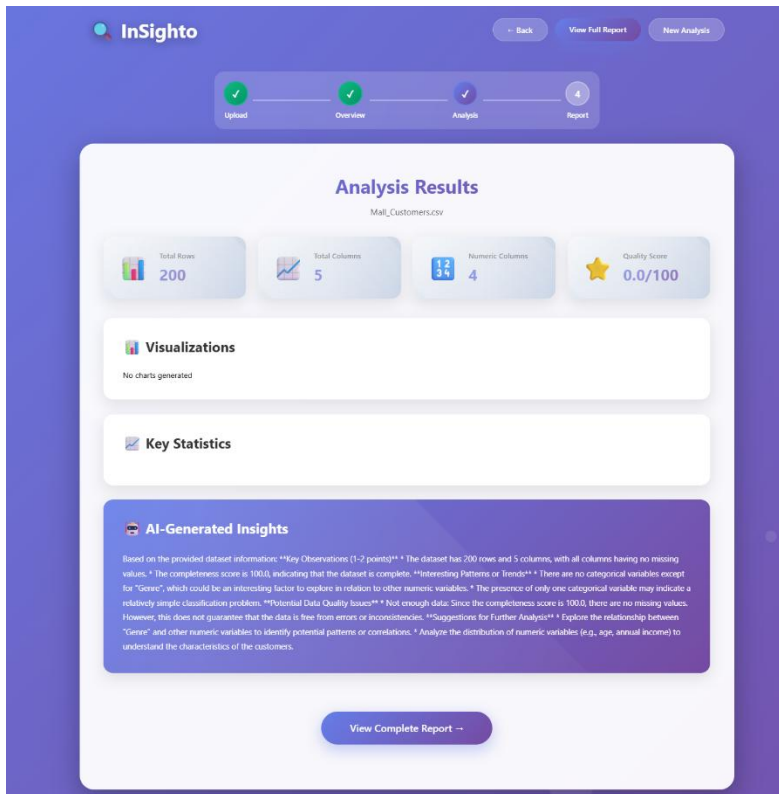 InSighto
← Back
View Full Report
New Analysis
✓
✓
✓
4
Upload
Overview
Analysis
Report
Analysis Results
Mall_Customers.csv
Total Rows
200
Total Columns
5
Numeric Columns
4
Quality Score
0.0/100
Visualizations
No charts generated
Key Statistics
AI-Generated Insights
Based on the provided dataset information: **Key Observations (1-2 points)** * The dataset has 200 rows and 5 columns, with all columns having no missing
values. * The completeness score is 100.0, indicating that the dataset is complete. **Interesting Patterns or Trends** * There are no categorical variables except
for "Genre", which could be an interesting factor to explore in relation to other numeric variables. * The presence of only one categorical variable may indicate a
relatively simple classification problem. **Potential Data Quality Issues** * Not enough data: Since the completeness score is 100.0, there are no missing values.
However, this does not guarantee that the data is free from errors or inconsistencies. **Suggestions for Further Analysis** * Explore the relationship between
"Genre" and other numeric variables to identify potential patterns or correlations. * Analyze the distribution of numeric variables (e.g., age, annual income) to
understand the characteristics of the customers.
View Complete Report →